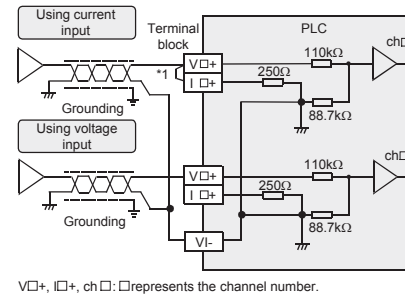 Using current
input
Terminal
block
PLC
ch□
V□+
*1
I □+
110kΩ
250Ω
88.7kΩ
Grounding
Using voltage
input
ch□
V□+
I □+
110kΩ
250Ω
88.7kΩ
Grounding
VI-
V□+, I□+, ch □: □represents the channel number.